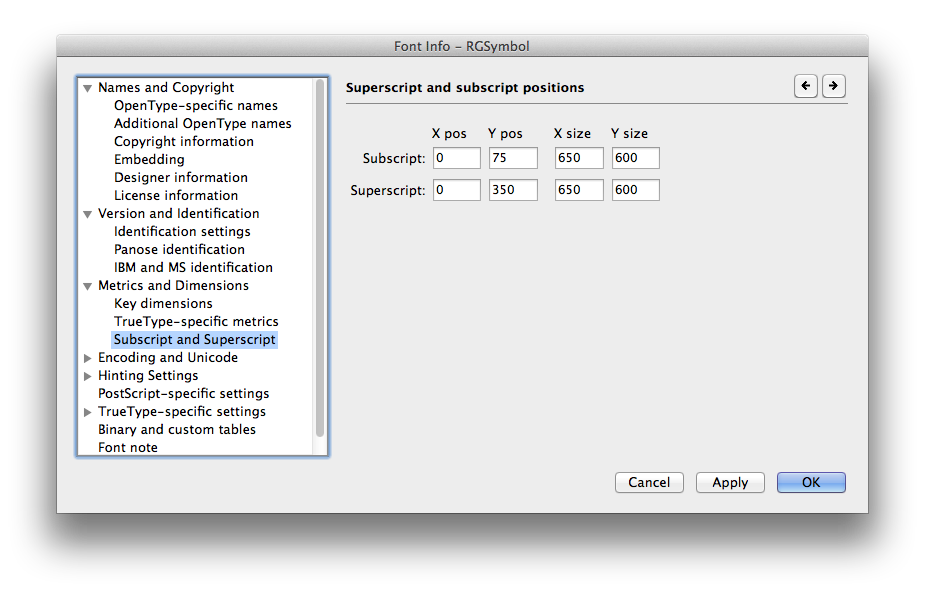 Font Info – RGSymbol
Names and Copyright
OpenType-specific names
Additional OpenType names
Copyright information
Embedding
Designer information
License information
Version and Identification
Identification settings
Panose identification
IBM and MS identification
Metrics and Dimensions
Key dimensions
TrueType-specific metrics
Subscript and Superscript
Encoding and Unicode
Hinting Settings
PostScript-specific settings
TrueType-specific settings
Binary and custom tables
Font note
Superscript and subscript positions
X pos Y pos X size Y size
Subscript: 0 75 650 600
Superscript: 0 350 650 600
Cancel Apply OK